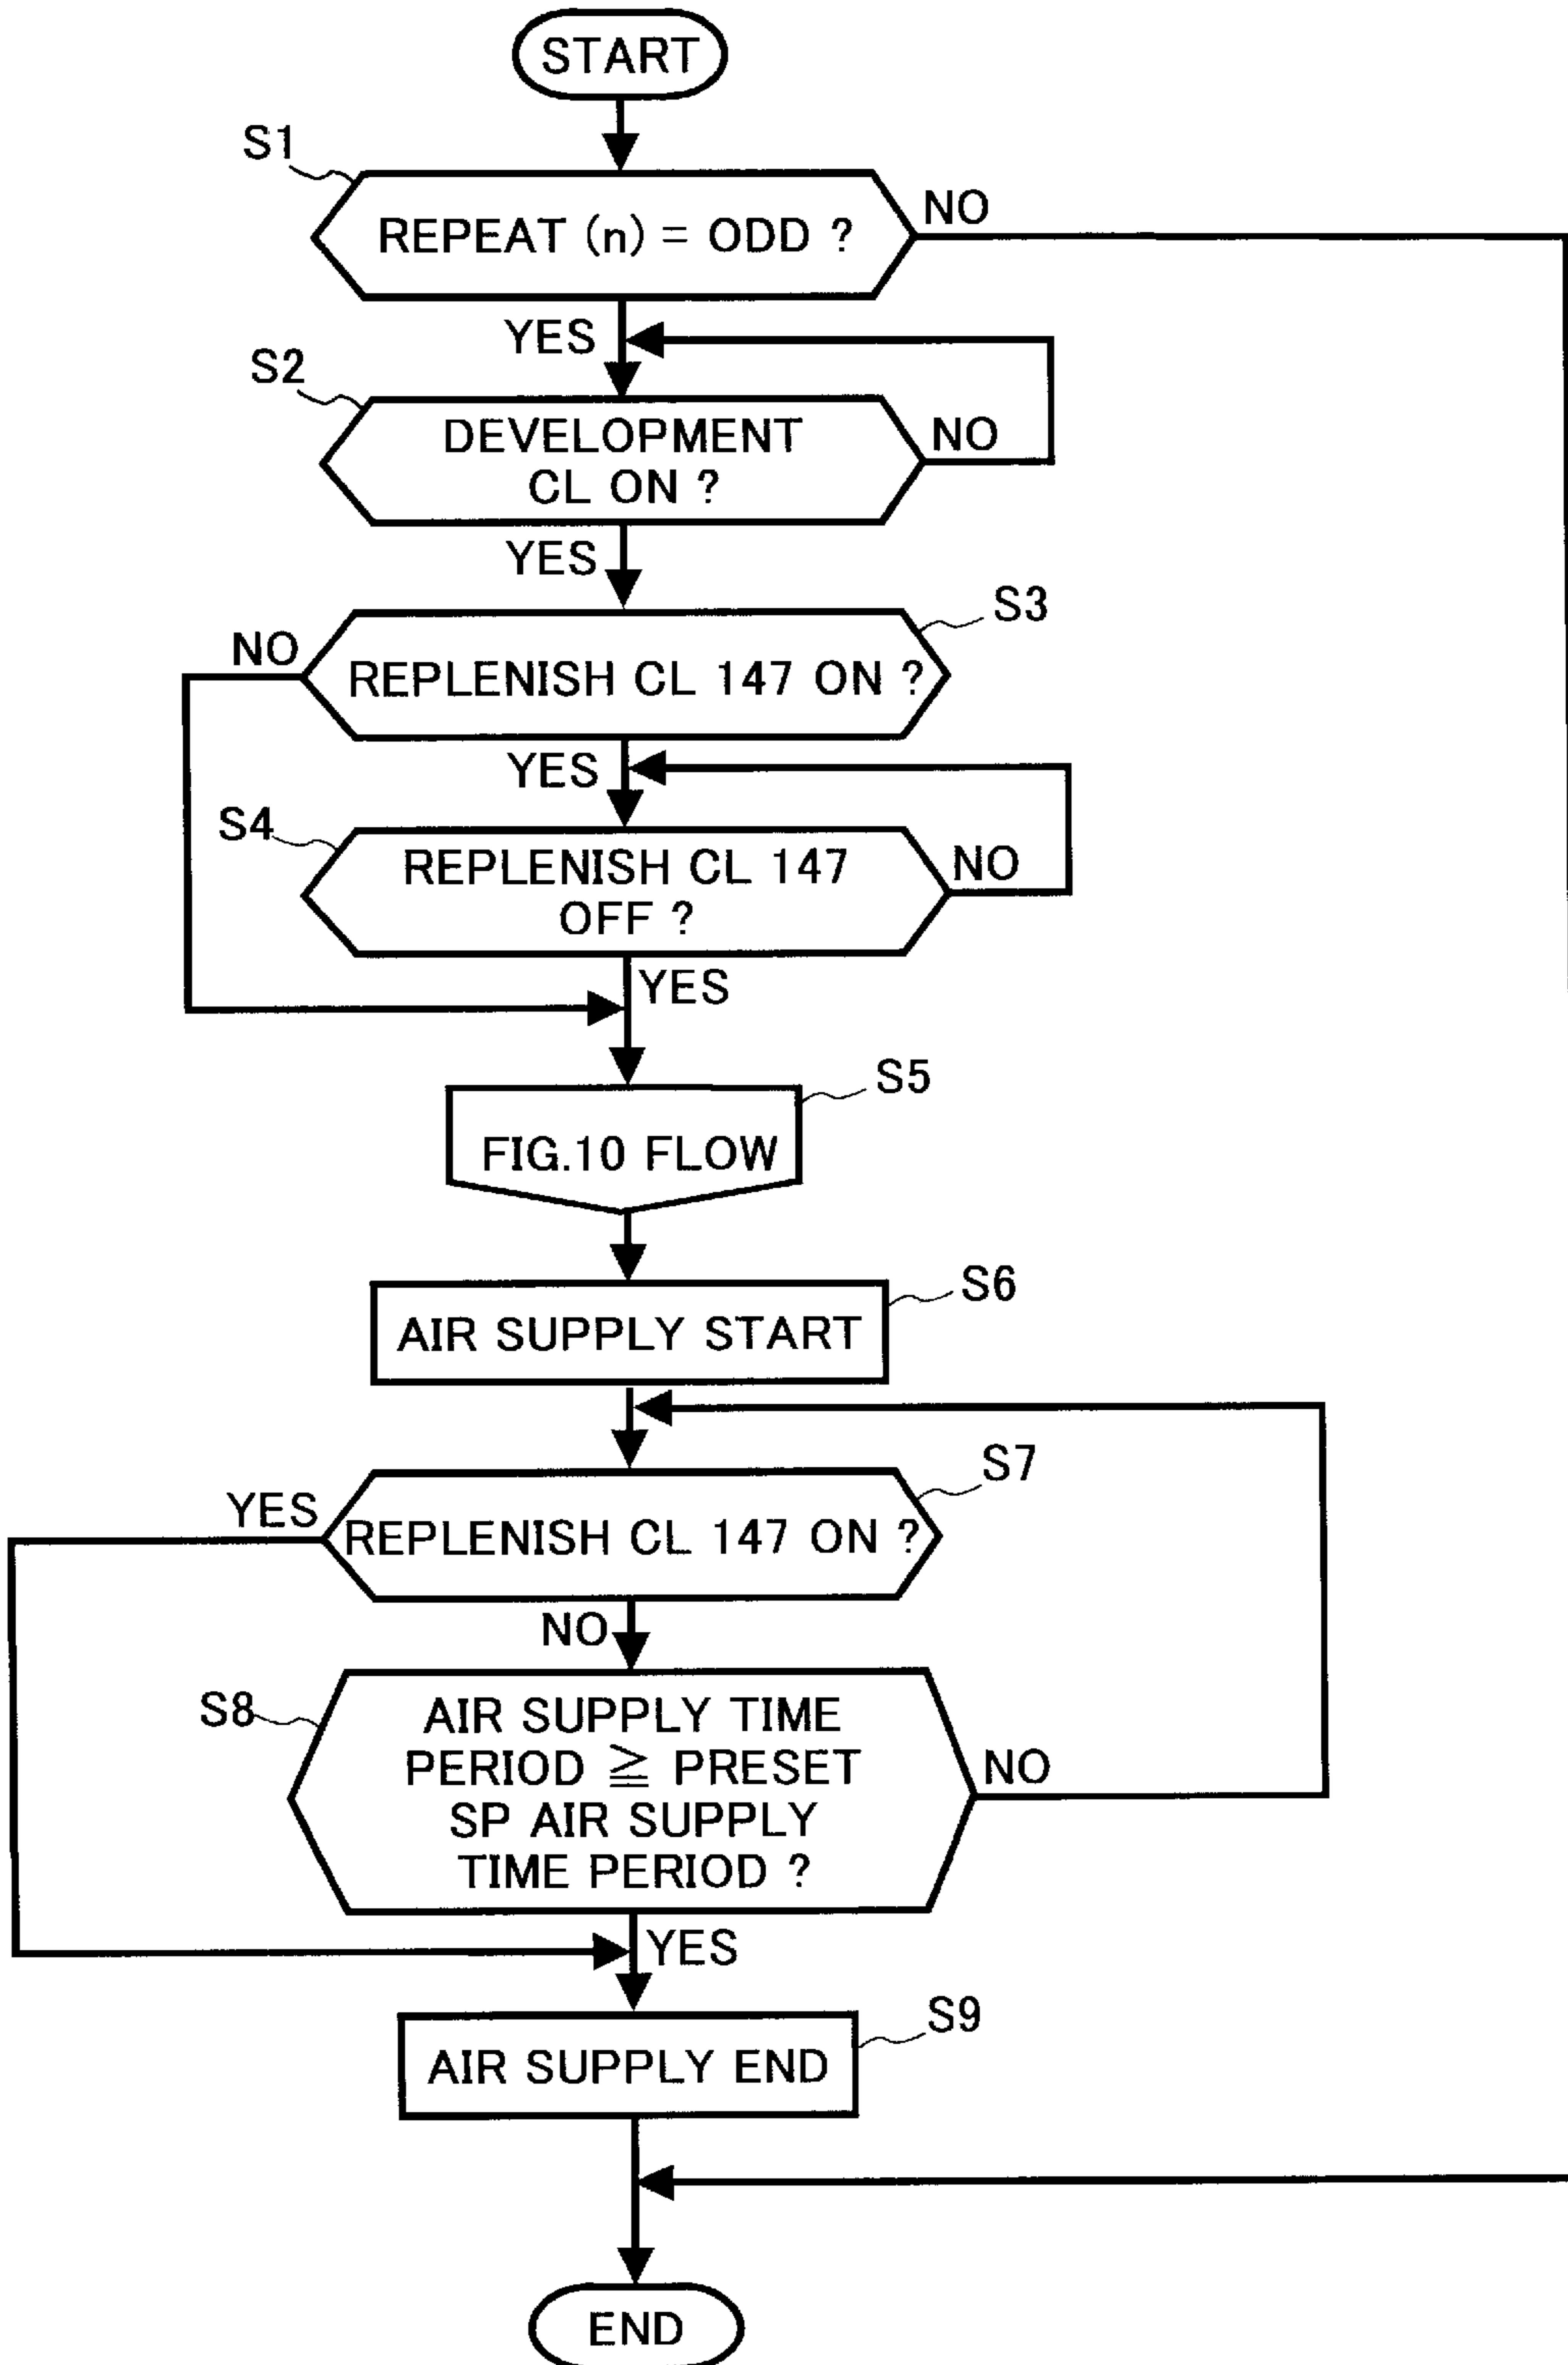 START
S1
REPEAT (n) = ODD ?
NO
YES
S2
DEVELOPMENT
CL ON ?
NO
YES
S3
NO
REPLENISH CL 147 ON ?
YES
S4
REPLENISH CL 147
OFF ?
NO
YES
S5
FIG.10 FLOW
S6
AIR SUPPLY START
S7
YES
REPLENISH CL 147 ON ?
NO
S8
AIR SUPPLY TIME
PERIOD ≧ PRESET
SP AIR SUPPLY
TIME PERIOD ?
NO
YES
S9
AIR SUPPLY END
END